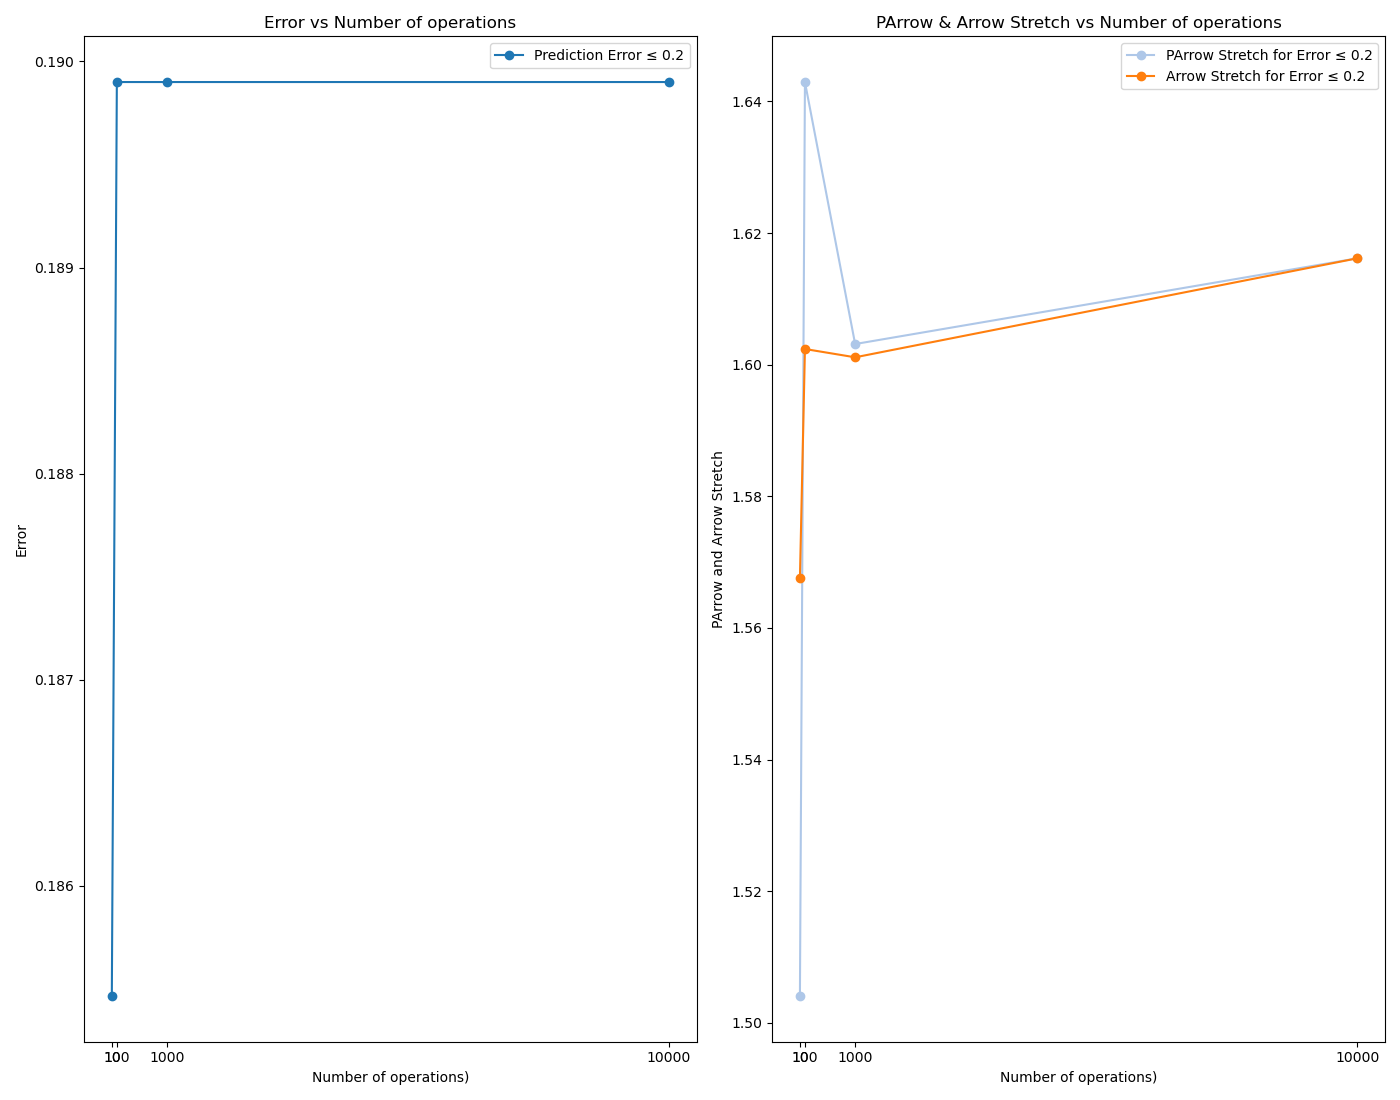 Error vs Number of operations
Prediction Error ≤ 0.2
0.190
0.189
0.188
0.187
0.186
Error
10
100
1000
10000
Number of operations)
PArrow & Arrow Stretch vs Number of operations
PArrow Stretch for Error ≤ 0.2
Arrow Stretch for Error ≤ 0.2
1.64
1.62
1.60
1.58
1.56
1.54
1.52
1.50
PArrow and Arrow Stretch
10
100
1000
10000
Number of operations)